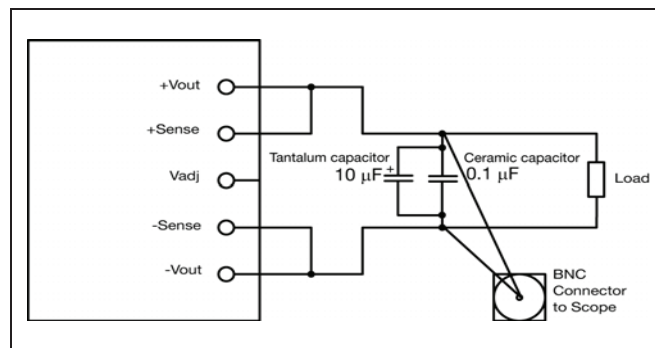 +Vout
+Sense
Vadj
-Sense
-Vout
Tantalum capacitor
10 µF
+
Ceramic capacitor
0.1 µF
Load
BNC
Connector
to Scope